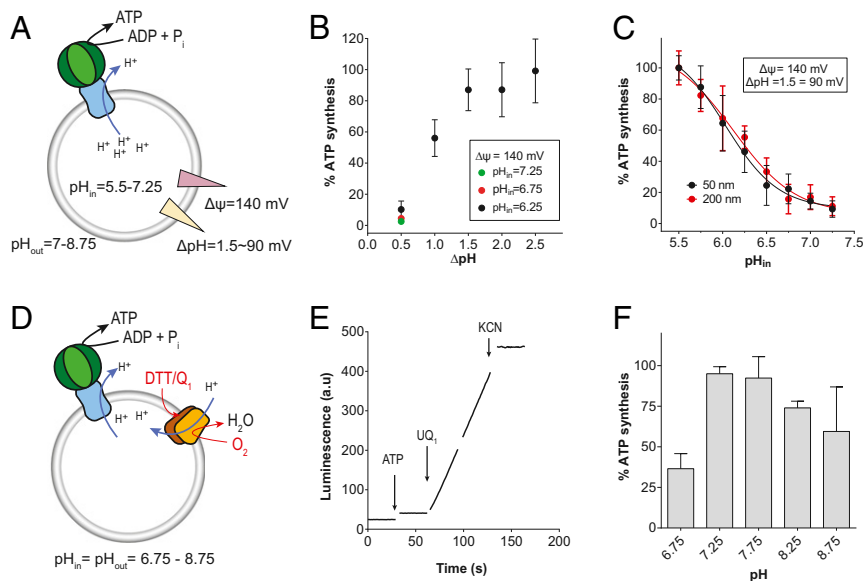 A
ATP
ADP + Pi
H+
H+
H+ H+
H+
pHin=5.5-7.25
Δψ=140 mV
pHout=7-8.75
ΔpH=1.5~90 mV
B
% ATP synthesis
120
100
80
60
40
20
0
0.0 0.5 1.0 1.5 2.0 2.5
ΔpH
Δψ= 140 mV
pHin=7.25
pHin=6.75
pHin=6.25
C
% ATP synthesis
120
100
80
60
40
20
0
5.5 6.0 6.5 7.0 7.5
pHin
Δψ= 140 mV
ΔpH =1.5 = 90 mV
50 nm
200 nm
D
ATP
ADP + Pi
H+
H+ H+
DTT/Q1
H+
H2O
O2
pHin= pHout= 6.75 - 8.75
E
Luminescence (a.u)
500
400
300
200
100
0
0 50 100 150 200
Time (s)
ATP
UQ1
KCN
F
% ATP synthesis
100
75
50
25
0
6.75 7.25 7.75 8.25 8.75
pH